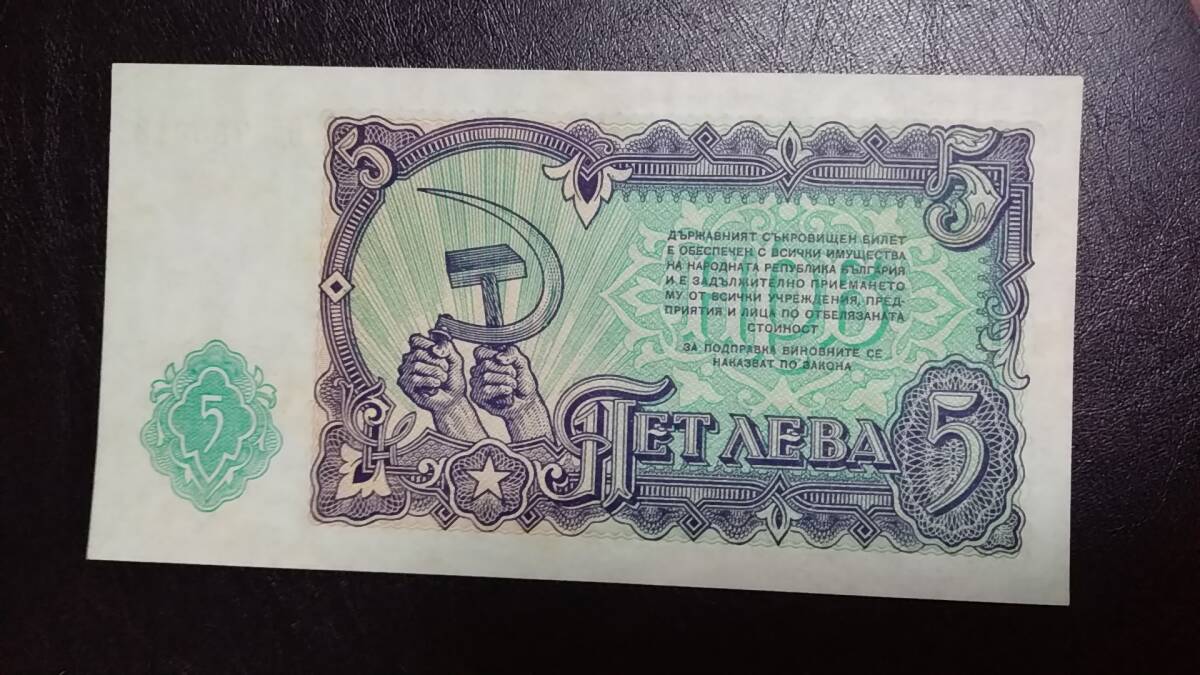 5
5
ДЪРЖАВНИЯТ СЪКРОВИЩЕН БИЛЕТ
Е ОБЕСПЕЧЕН С ВСИЧКИ ИМУЩЕСТВА
НА НАРОДНАТА РЕПУБЛИКА БЪЛГАРИЯ
И Е ЗАДЪЛЖИТЕЛНО ПРИЕМАНЕТО
МУ ОТ ВСИЧКИ УЧРЕЖДЕНИЯ, ПРЕД-
ПРИЯТИЯ И ЛИЦА ПО ОТБЕЛЯЗАНАТА
СТОЙНОСТ
ЗА ПОДПРАВКА ВИНОВНИТЕ СЕ
НАКАЗВАТ ПО ЗАКОНА
5
ПЕТ ЛЕВА
5